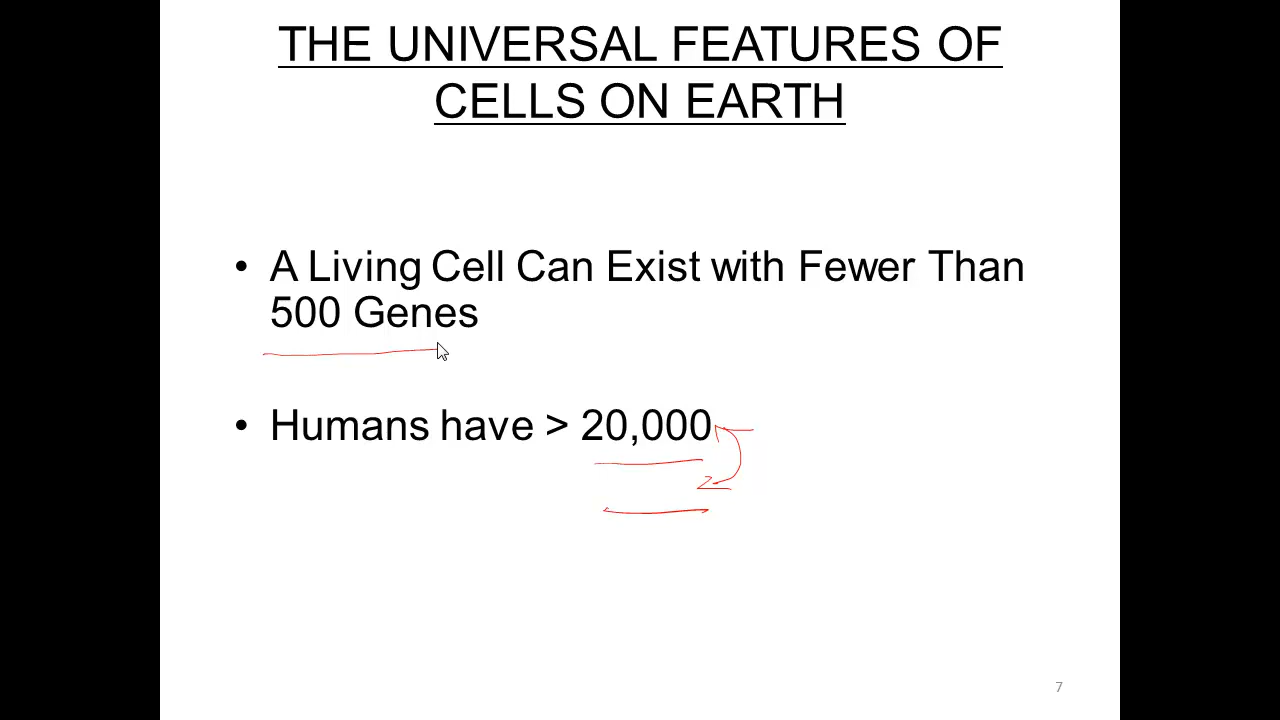 THE UNIVERSAL FEATURES OF
CELLS ON EARTH
• A Living Cell Can Exist with Fewer Than
500 Genes
• Humans have > 20,000
7